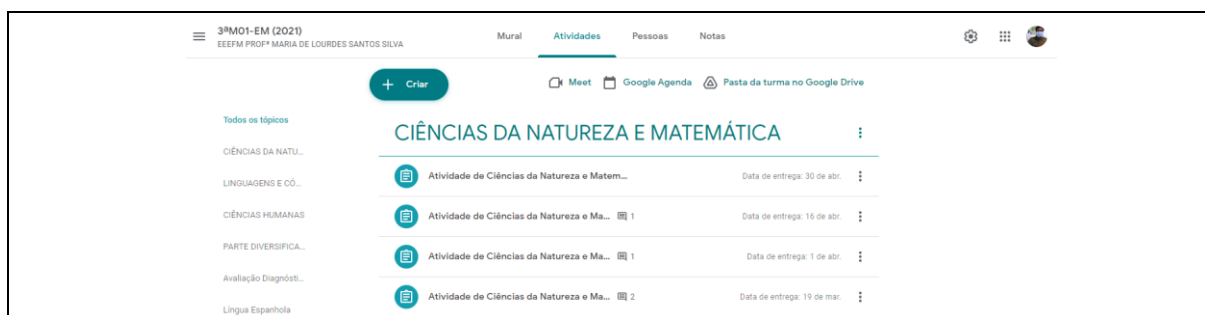 3ªM01-EM (2021)
EEEFM PROFª MARIA DE LOURDES SANTOS SILVA
Mural Atividades Pessoas Notas
+ Criar
Meet Google Agenda Pasta da turma no Google Drive
Todos os tópicos
CIÊNCIAS DA NATU...
LINGUAGENS E CÓ...
CIÊNCIAS HUMANAS
PARTE DIVERSIFICA...
Avaliação Diagnósti...
Língua Espanhola
CIÊNCIAS DA NATUREZA E MATEMÁTICA
Atividade de Ciências da Natureza e Matem... Data de entrega: 30 de abr.
Atividade de Ciências da Natureza e Ma... 1 Data de entrega: 16 de abr.
Atividade de Ciências da Natureza e Ma... 1 Data de entrega: 1 de abr.
Atividade de Ciências da Natureza e Ma... 2 Data de entrega: 19 de mar.